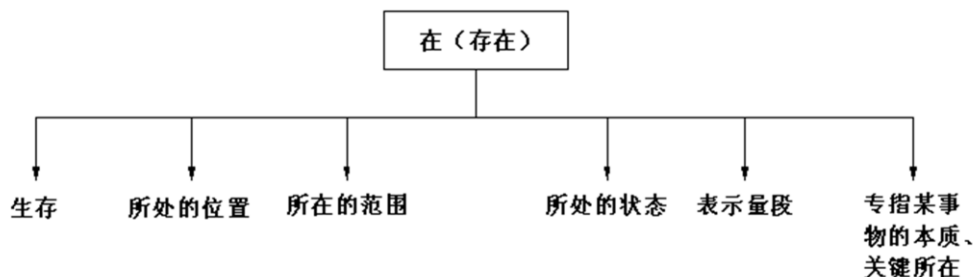 在（存在）
生存
所处的位置
所在的范围
所处的状态
表示量段
专指某事
物的本质、
关键所在